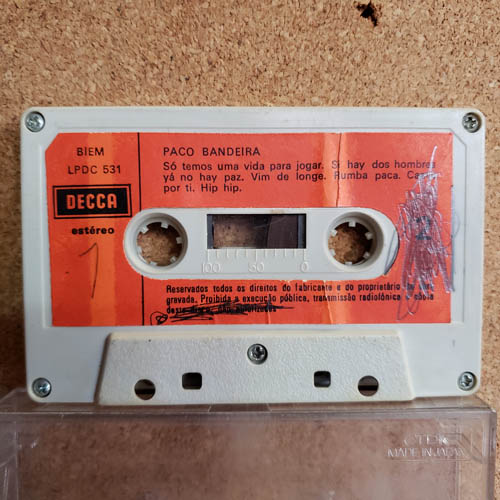 BIEM
LPDC 531
DECCA
estéreo
1
PACO BANDEIRA
Só temos uma vida para jogar. Si hay dos hombres
yá no hay paz. Vim de longe. Rumba paca.
por ti. Hip hip.
100 50 0
Reservados todos os direitos do fabricante e do proprietário
gravada. Proibida a execução pública, transmissão radiofónica e cópia
MADE IN JAPAN